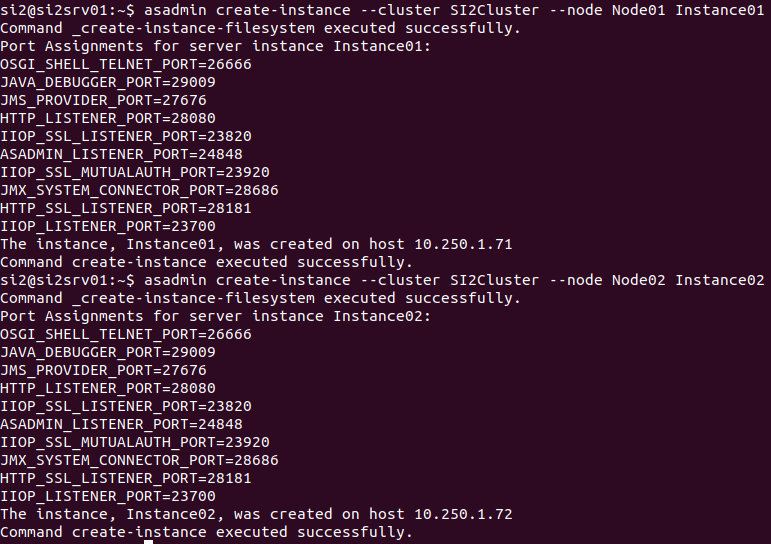 si2@si2srv01:~$ asadmin create-instance --cluster SI2Cluster --node Node01 Instance01
Command _create-instance-filesystem executed successfully.
Port Assignments for server instance Instance01:
OSGI_SHELL_TELNET_PORT=26666
JAVA_DEBUGGER_PORT=29009
JMS_PROVIDER_PORT=27676
HTTP_LISTENER_PORT=28080
IIOP_SSL_LISTENER_PORT=23820
ASADMIN_LISTENER_PORT=24848
IIOP_SSL_MUTUALAUTH_PORT=23920
JMX_SYSTEM_CONNECTOR_PORT=28686
HTTP_SSL_LISTENER_PORT=28181
IIOP_LISTENER_PORT=23700
The instance, Instance01, was created on host 10.250.1.71
Command create-instance executed successfully.
si2@si2srv01:~$ asadmin create-instance --cluster SI2Cluster --node Node02 Instance02
Command _create-instance-filesystem executed successfully.
Port Assignments for server instance Instance02:
OSGI_SHELL_TELNET_PORT=26666
JAVA_DEBUGGER_PORT=29009
JMS_PROVIDER_PORT=27676
HTTP_LISTENER_PORT=28080
IIOP_SSL_LISTENER_PORT=23820
ASADMIN_LISTENER_PORT=24848
IIOP_SSL_MUTUALAUTH_PORT=23920
JMX_SYSTEM_CONNECTOR_PORT=28686
HTTP_SSL_LISTENER_PORT=28181
IIOP_LISTENER_PORT=23700
The instance, Instance02, was created on host 10.250.1.72
Command create-instance executed successfully.